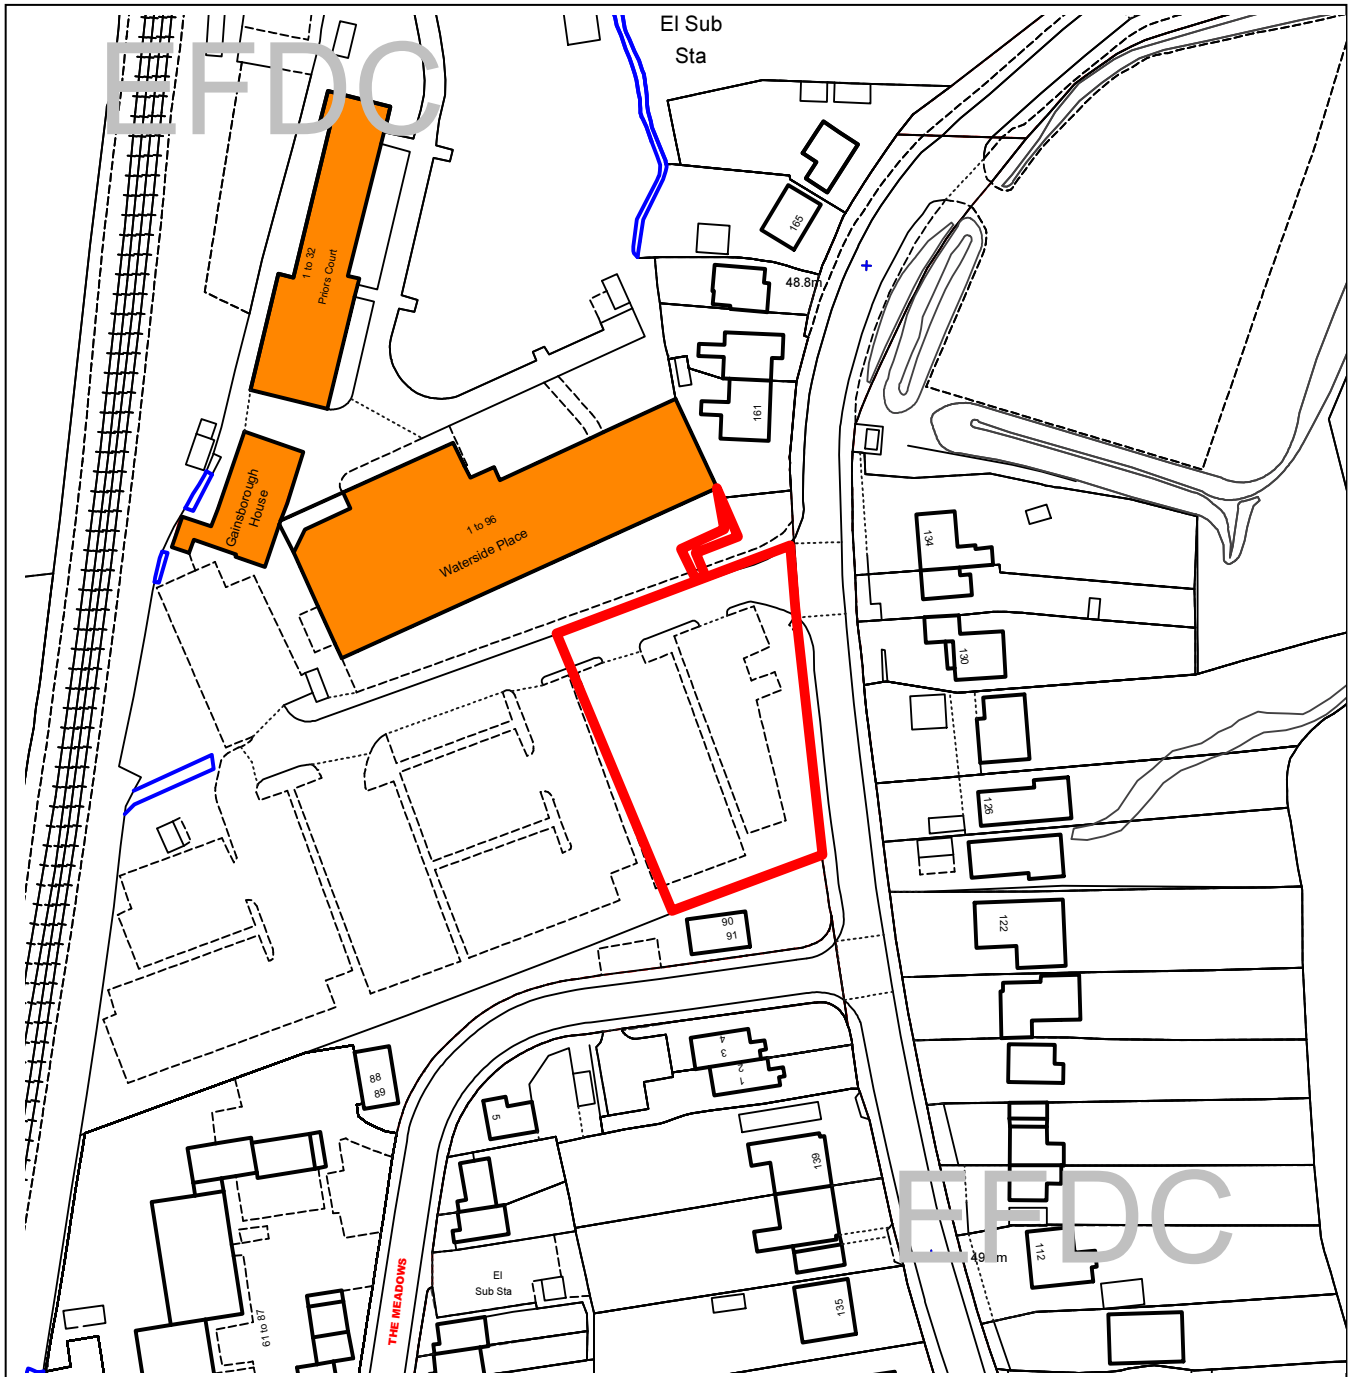 El Sub
Sta
EFDC
165
48.8m
1 to 32
Priors Court
161
Gainsborough
House
1 to 96
Waterside Place
134
130
126
122
90
91
4
3
2
1
88
89
5
139
EFDC
112
El
Sub Sta
THE MEADOWS
135
61 to 87